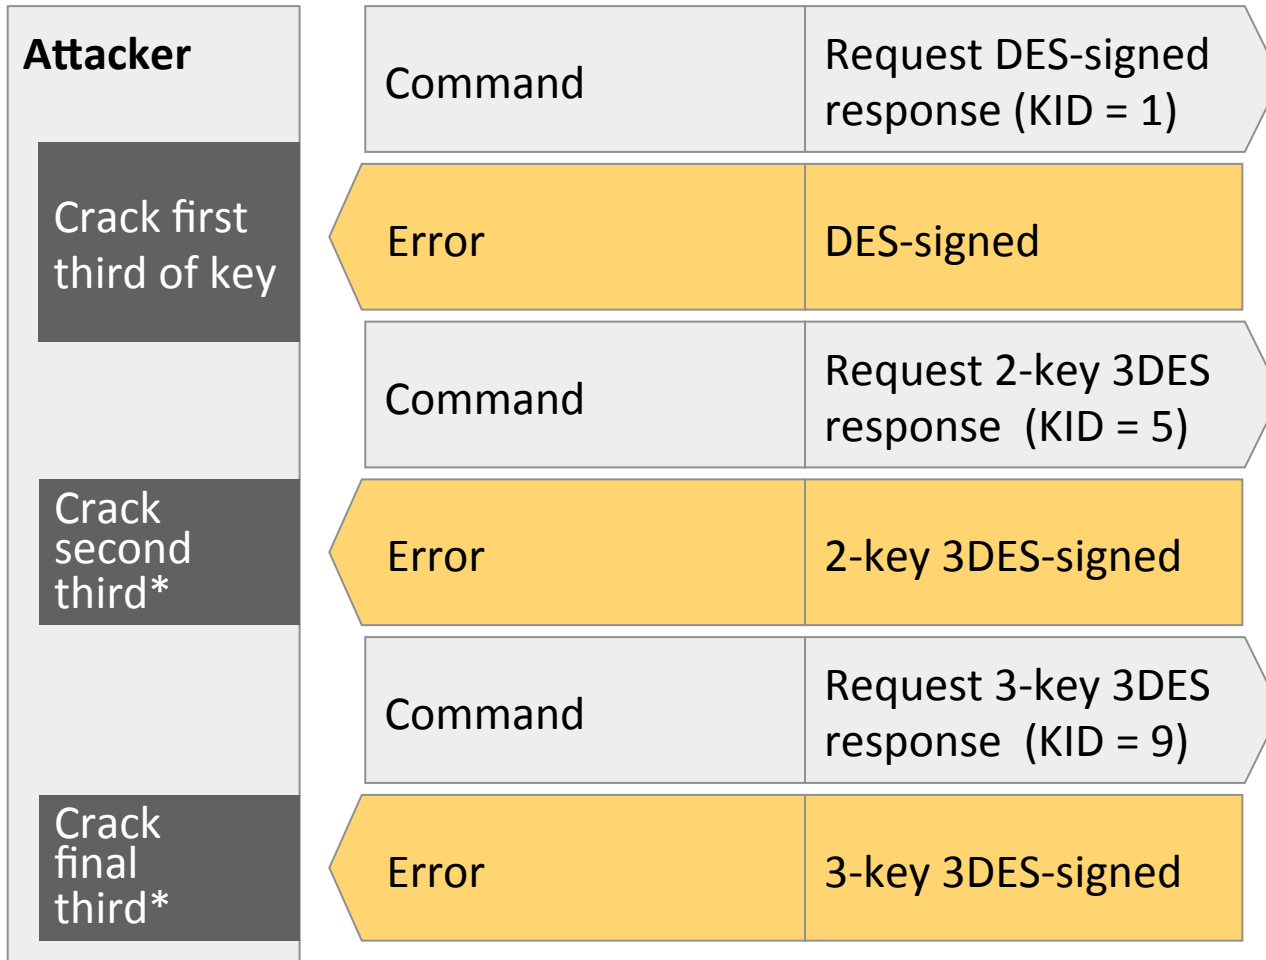 Attacker
Command
Request DES-signed
response (KID = 1)
Crack first
third of key
Error
DES-signed
Command
Request 2-key 3DES
response  (KID = 5)
Crack
second
third*
Error
2-key 3DES-signed
Command
Request 3-key 3DES
response  (KID = 9)
Crack
final
third*
Error
3-key 3DES-signed